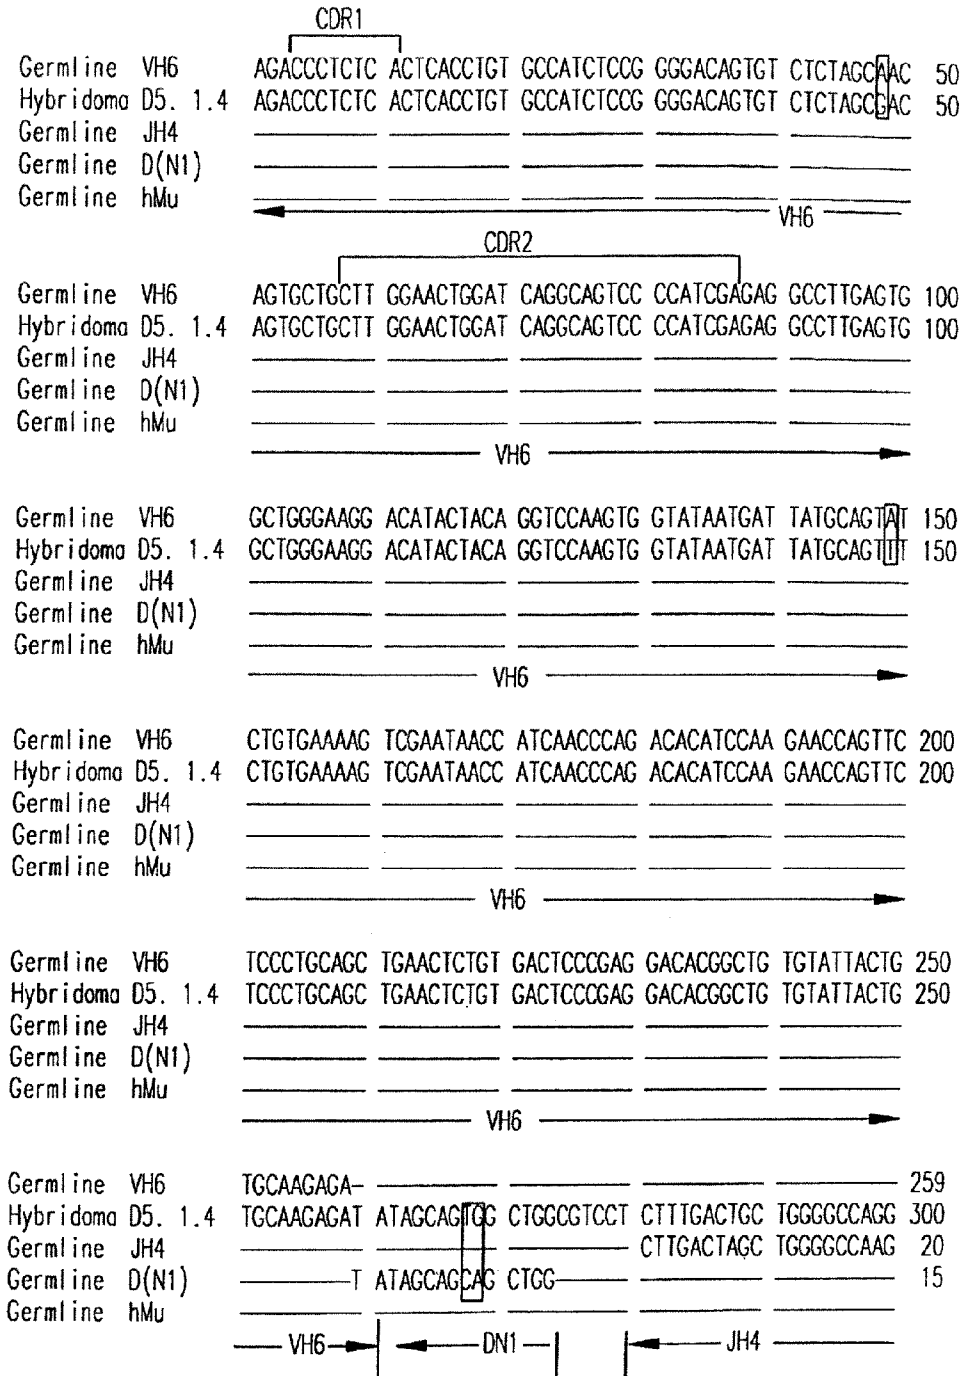 CDR1
Germline VH6 AGACCCTCTC ACTCACCTGT GCCATCTCCG GGGACAGTGT CTCTAGCAAC 50
Hybridoma D5. 1.4 AGACCCTCTC ACTCACCTGT GCCATCTCCG GGGACAGTGT CTCTAGCGAC 50
Germline JH4
Germline D(N1)
Germline hMu
VH6
CDR2
Germline VH6 AGTGCTGCTT GGAACTGGAT CAGGCAGTCC CCATCGAGAG GCCTTGAGTG 100
Hybridoma D5. 1.4 AGTGCTGCTT GGAACTGGAT CAGGCAGTCC CCATCGAGAG GCCTTGAGTG 100
Germline JH4
Germline D(N1)
Germline hMu
VH6
Germline VH6 GCTGGGAAGG ACATACTACA GGTCCAAGTG GTATAATGAT TATGCAGTAT 150
Hybridoma D5. 1.4 GCTGGGAAGG ACATACTACA GGTCCAAGTG GTATAATGAT TATGCAGTTT 150
Germline JH4
Germline D(N1)
Germline hMu
VH6
Germline VH6 CTGTGAAAAG TCGAATAACC ATCAACCCAG ACACATCCAA GAACCAGTTC 200
Hybridoma D5. 1.4 CTGTGAAAAG TCGAATAACC ATCAACCCAG ACACATCCAA GAACCAGTTC 200
Germline JH4
Germline D(N1)
Germline hMu
VH6
Germline VH6 TCCCTGCAGC TGAACTCTGT GACTCCCGAG GACACGGCTG TGTATTACTG 250
Hybridoma D5. 1.4 TCCCTGCAGC TGAACTCTGT GACTCCCGAG GACACGGCTG TGTATTACTG 250
Germline JH4
Germline D(N1)
Germline hMu
VH6
Germline VH6 TGCAAGAGA- 259
Hybridoma D5. 1.4 TGCAAGAGAT ATAGCAGTGG CTGGCGTCCT CTTTGACTGC TGGGGCCAGG 300
Germline JH4 CTTGACTAGC TGGGGCCAAG 20
Germline D(N1) T ATAGCAGCAG CTGG 15
Germline hMu
VH6 DN1 JH4